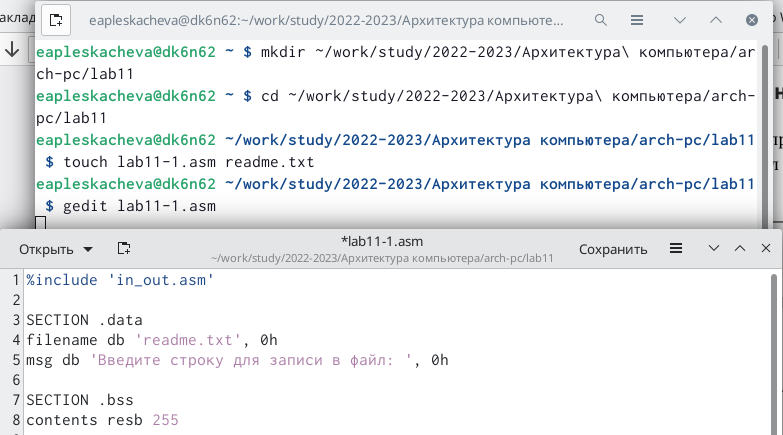 аклад
eapleskacheva@dk6n62:~/work/study/2022-2023/Архитектура компьюте...
eapleskacheva@dk6n62 ~ $ mkdir ~/work/study/2022-2023/Архитектура\ компьютера/ar
ch-pc/lab11
eapleskacheva@dk6n62 ~ $ cd ~/work/study/2022-2023/Архитектура\ компьютера/arch-
pc/lab11
eapleskacheva@dk6n62 ~/work/study/2022-2023/Архитектура компьютера/arch-pc/lab11
$ touch lab11-1.asm readme.txt
eapleskacheva@dk6n62 ~/work/study/2022-2023/Архитектура компьютера/arch-pc/lab11
$ gedit lab11-1.asm
Открыть
*lab11-1.asm
~/work/study/2022-2023/Архитектура компьютера/arch-pc/lab11
Сохранить
1 %include 'in_out.asm'
2
3 SECTION .data
4 filename db 'readme.txt', 0h
5 msg db 'Введите строку для записи в файл: ', 0h
6
7 SECTION .bss
8 contents resb 255